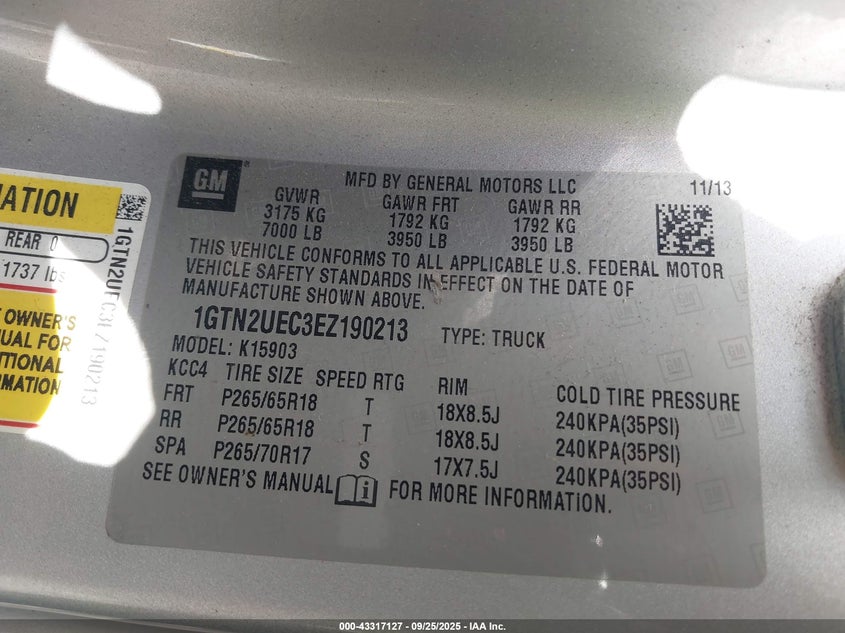 GM
MFD BY GENERAL MOTORS LLC 11/13
GVWR GAWR FRT GAWR RR
3175 KG 1792 KG 1792 KG
7000 LB 3950 LB 3950 LB
THIS VEHICLE CONFORMS TO ALL APPLICABLE U.S. FEDERAL MOTOR
VEHICLE SAFETY STANDARDS IN EFFECT ON THE DATE OF
MANUFACTURE SHOWN ABOVE.
1GTN2UEC3EZ190213 TYPE: TRUCK
MODEL: K15903
KCC4 TIRE SIZE SPEED RTG RIM COLD TIRE PRESSURE
FRT P265/65R18 T 18X8.5J 240KPA(35PSI)
RR P265/65R18 T 18X8.5J 240KPA(35PSI)
SPA P265/70R17 S 17X7.5J 240KPA(35PSI)
SEE OWNER'S MANUAL FOR MORE INFORMATION.
ATION
REAR 0
1737 lbs
OWNER'S
UAL FOR
ITIONAL
RMATION
1GTN2UEC3EZ190213
000-43317127 - 09/25/2025 - IAA Inc.